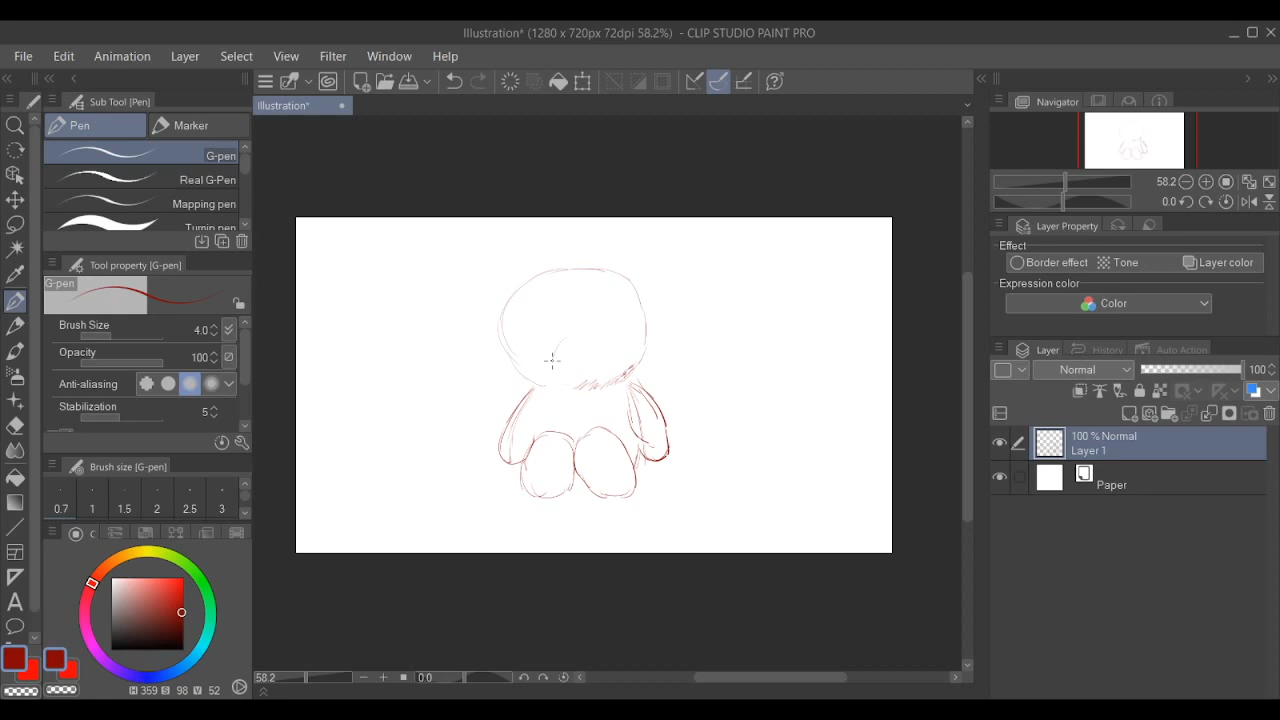 Illustration* (1280 x 720px 72dpi 58.2%)  - CLIP STUDIO PAINT PRO
File Edit Animation Layer Select View Filter Window Help
Sub Tool [Pen]
Illustration*
Navigator
Pen
Marker
G-pen
Real G-Pen
Mapping pen
Turnip pen
58.2
0.0
Layer Property
Effect
Border effect
Tone
Layer color
Expression color
Color
Tool property [G-pen]
G-pen
Brush Size
4.0
Opacity
100
Anti-aliasing
Stabilization
5
Layer
History
Auto Action
Normal
100
100 % Normal
Layer 1
Paper
Brush size [G-pen]
0.7 1 1.5 2 2.5 3
C
A
H 359 S 98 V 52
58.2
0.0